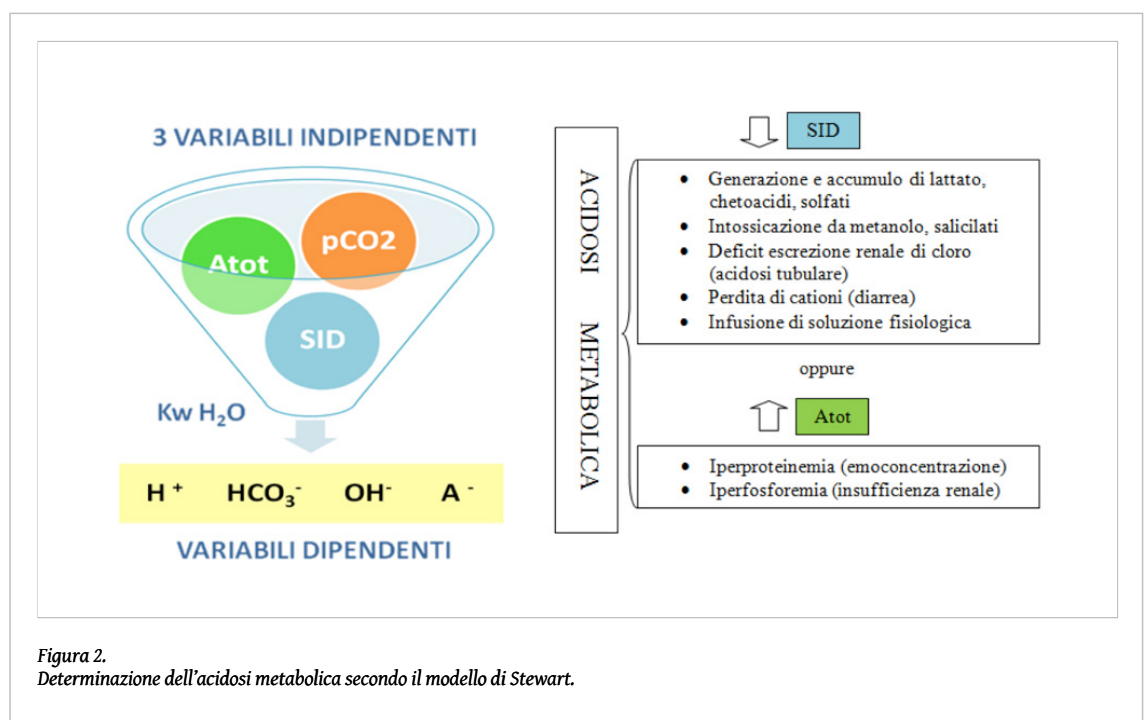 3 VARIABILI INDIPENDENTI
Atot
pCO2
SID
Kw H₂O
H⁺ HCO₃⁻ OH⁻ A⁻
VARIABILI DIPENDENTI
ACIDOSI METABOLICA
SID
• Generazione e accumulo di lattato,
chetoacidi, solfati
• Intossicazione da metanolo, salicilati
• Deficit escrezione renale di cloro
(acidosi tubulare)
• Perdita di cationi (diarrea)
• Infusione di soluzione fisiologica
oppure
Atot
• Iperproteinemia (emoconcentrazione)
• Iperfosforemia (insufficienza renale)
Figura 2.
Determinazione dell’acidosi metabolica secondo il modello di Stewart.